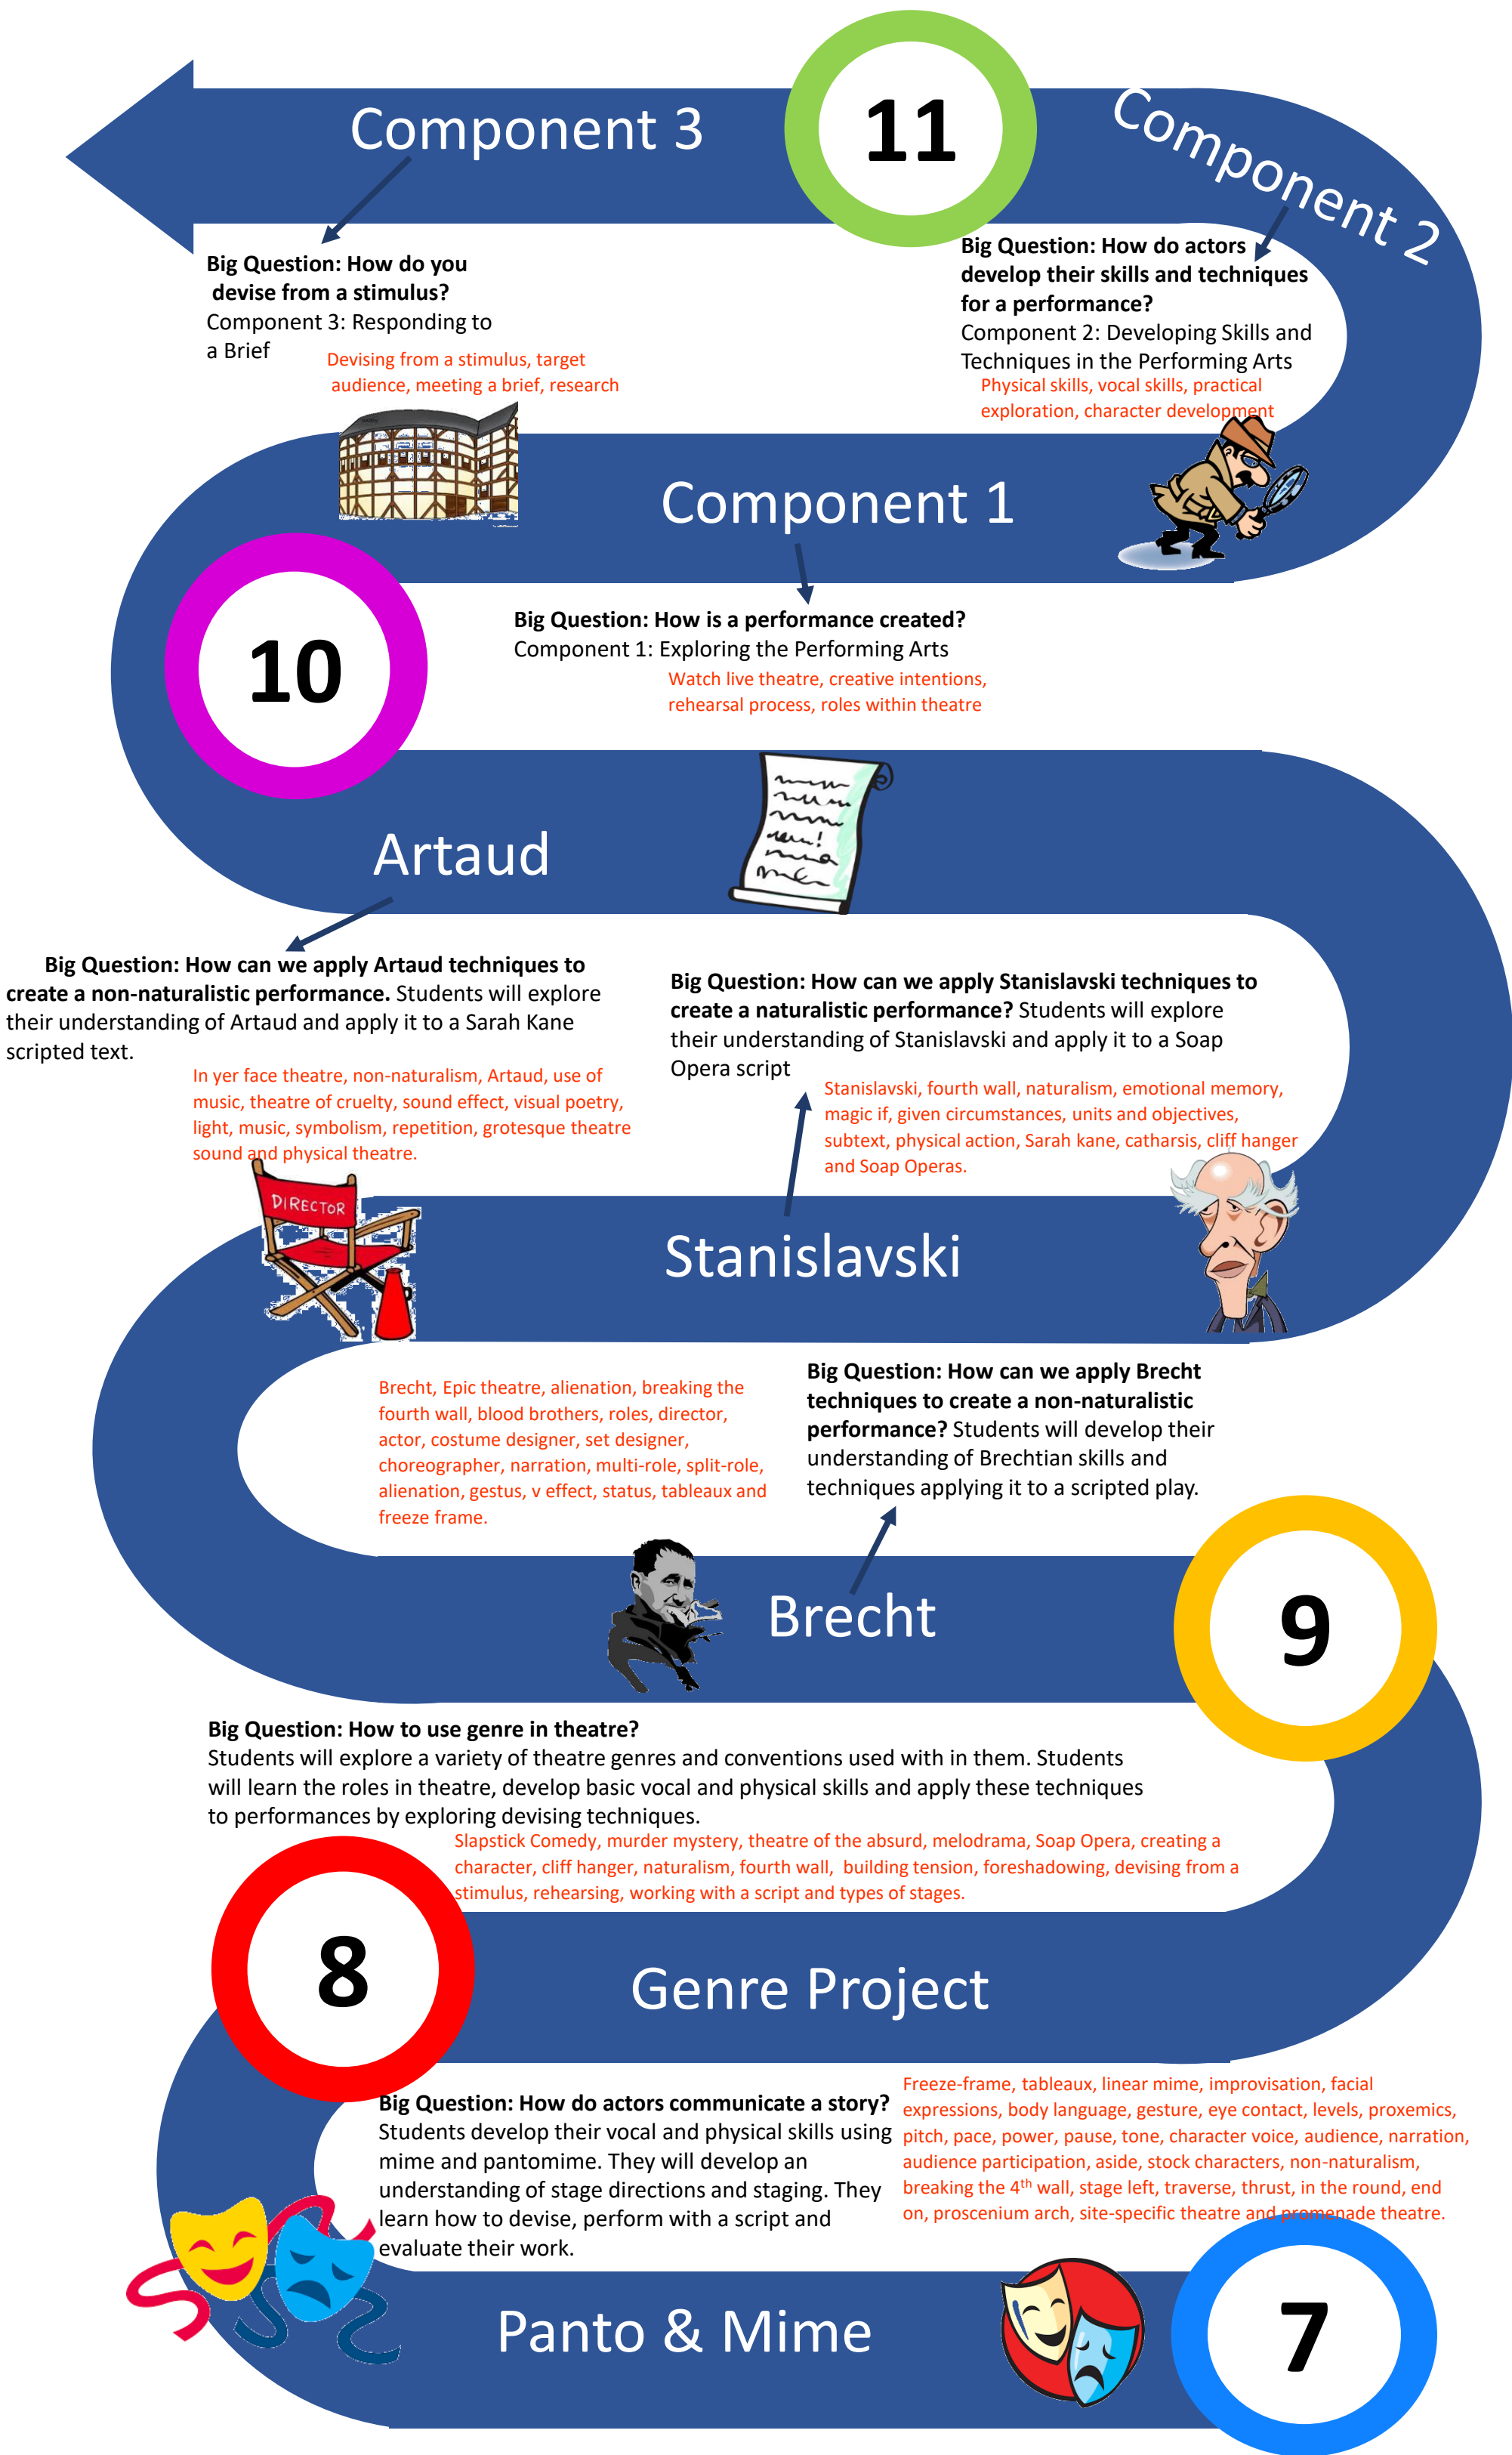 Component 3
11
Component 2
Big Question: How do you
devise from a stimulus?
Component 3: Responding to
a Brief
Devising from a stimulus, target
audience, meeting a brief, research
Big Question: How do actors
develop their skills and techniques
for a performance?
Component 2: Developing Skills and
Techniques in the Performing Arts
Physical skills, vocal skills, practical
exploration, character development
Component 1
10
Big Question: How is a performance created?
Component 1: Exploring the Performing Arts
Watch live theatre, creative intentions,
rehearsal process, roles within theatre
Artaud
Big Question: How can we apply Artaud techniques to
create a non-naturalistic performance. Students will explore
their understanding of Artaud and apply it to a Sarah Kane
scripted text.
In yer face theatre, non-naturalism, Artaud, use of
music, theatre of cruelty, sound effect, visual poetry,
light, music, symbolism, repetition, grotesque theatre
sound and physical theatre.
Big Question: How can we apply Stanislavski techniques to
create a naturalistic performance? Students will explore
their understanding of Stanislavski and apply it to a Soap
Opera script
Stanislavski, fourth wall, naturalism, emotional memory,
magic if, given circumstances, units and objectives,
subtext, physical action, Sarah kane, catharsis, cliff hanger
and Soap Operas.
DIRECTOR
Stanislavski
Brecht, Epic theatre, alienation, breaking the
fourth wall, blood brothers, roles, director,
actor, costume designer, set designer,
choreographer, narration, multi-role, split-role,
alienation, gestus, v effect, status, tableaux and
freeze frame.
Big Question: How can we apply Brecht
techniques to create a non-naturalistic
performance? Students will develop their
understanding of Brechtian skills and
techniques applying it to a scripted play.
Brecht
9
Big Question: How to use genre in theatre?
Students will explore a variety of theatre genres and conventions used with in them. Students
will learn the roles in theatre, develop basic vocal and physical skills and apply these techniques
to performances by exploring devising techniques.
Slapstick Comedy, murder mystery, theatre of the absurd, melodrama, Soap Opera, creating a
character, cliff hanger, naturalism, fourth wall, building tension, foreshadowing, devising from a
stimulus, rehearsing, working with a script and types of stages.
8
Genre Project
Big Question: How do actors communicate a story?
Students develop their vocal and physical skills using
mime and pantomime. They will develop an
understanding of stage directions and staging. They
learn how to devise, perform with a script and
evaluate their work.
Freeze-frame, tableaux, linear mime, improvisation, facial
expressions, body language, gesture, eye contact, levels, proxemics,
pitch, pace, power, pause, tone, character voice, audience, narration,
audience participation, aside, stock characters, non-naturalism,
breaking the 4th wall, stage left, traverse, thrust, in the round, end
on, proscenium arch, site-specific theatre and promenade theatre.
Panto & Mime
7